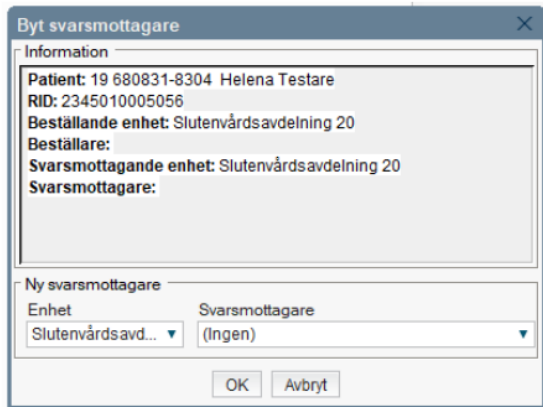 Byt svarsmottagare
Information
Patient: 19 680831-8304 Helena Testare
RID: 2345010005056
Beställande enhet: Slutenvårdsavdelning 20
Beställare:
Svarsmottagande enhet: Slutenvårdsavdelning 20
Svarsmottagare:
Ny svarsmottagare
Enhet Svarsmottagare
Slutenvårdsavd... (Ingen)
OK Avbryt